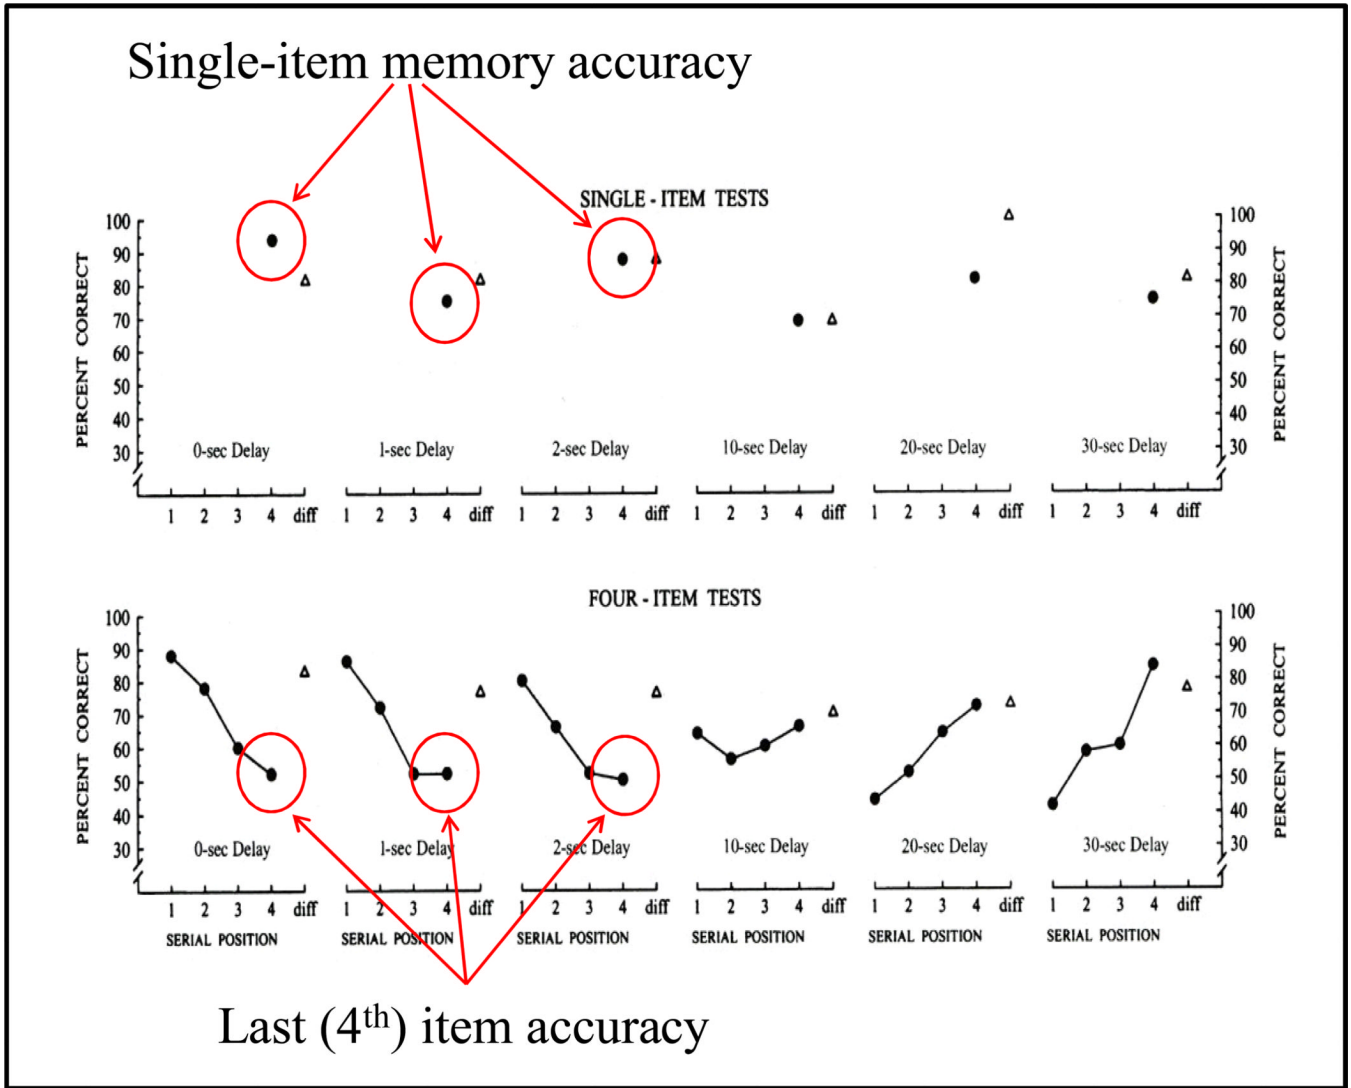 Single-item memory accuracy
SINGLE - ITEM TESTS
PERCENT CORRECT
100
90
80
70
60
50
40
30
0-sec Delay
1-sec Delay
2-sec Delay
10-sec Delay
20-sec Delay
30-sec Delay
100
90
80
70
60
50
40
30
PERCENT CORRECT
1 2 3 4 diff
1 2 3 4 diff
1 2 3 4 diff
1 2 3 4 diff
1 2 3 4 diff
1 2 3 4 diff
FOUR - ITEM TESTS
PERCENT CORRECT
100
90
80
70
60
50
40
30
0-sec Delay
1-sec Delay
2-sec Delay
10-sec Delay
20-sec Delay
30-sec Delay
100
90
80
70
60
50
40
30
PERCENT CORRECT
1 2 3 4 diff
1 2 3 4 diff
1 2 3 4 diff
1 2 3 4 diff
1 2 3 4 diff
1 2 3 4 diff
SERIAL POSITION
SERIAL POSITION
SERIAL POSITION
SERIAL POSITION
SERIAL POSITION
SERIAL POSITION
Last (4th) item accuracy